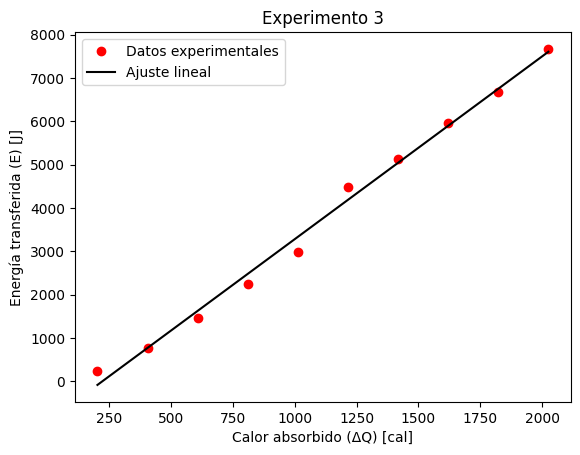 Experimento 3
Datos experimentales
Ajuste lineal
Energía transferida (E) [J]
8000
7000
6000
5000
4000
3000
2000
1000
0
250 500 750 1000 1250 1500 1750 2000
Calor absorbido (ΔQ) [cal]